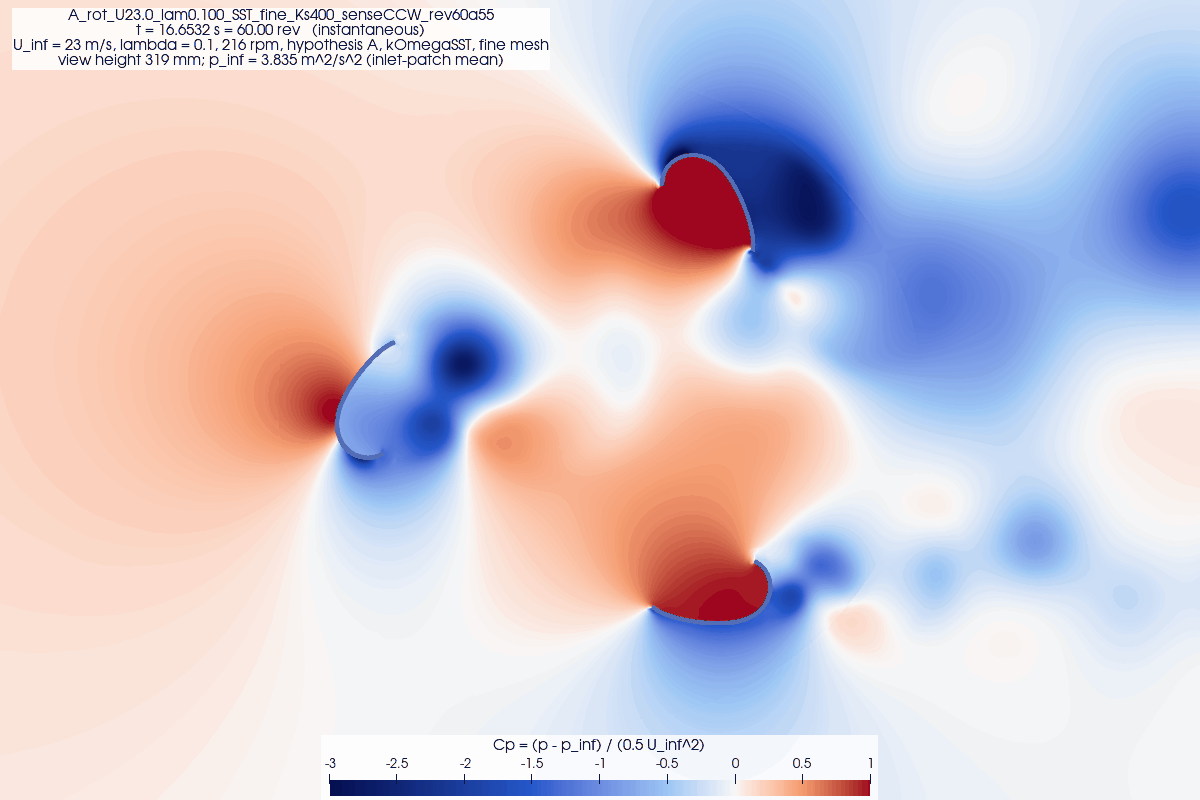 A_rot_U23.0_lam0.100_SST_fine_Ks400_senseCCW_rev60a55
t = 16.6532 s = 60.00 rev (instantaneous)
U_inf = 23 m/s, lambda = 0.1, 216 rpm, hypothesis A, kOmegaSST, fine mesh
view height 319 mm; p_inf = 3.835 m^2/s^2 (inlet-patch mean)
Cp = (p - p_inf) / (0.5 U_inf^2)
-3 -2.5 -2 -1.5 -1 -0.5 0 0.5 1